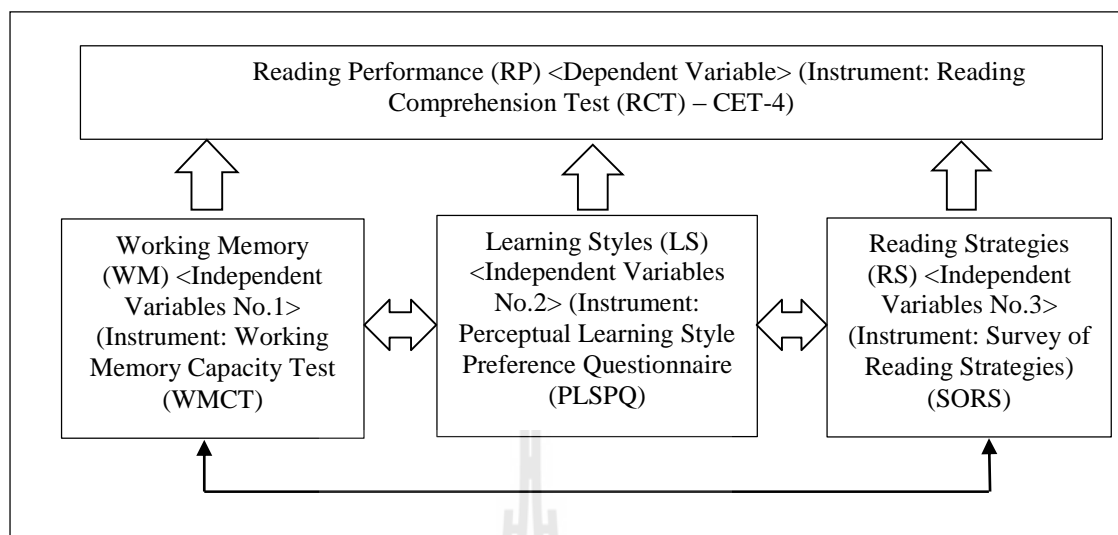 Reading Performance (RP) <Dependent Variable> (Instrument: Reading
Comprehension Test (RCT) – CET-4)
Working Memory
(WM) <Independent
Variables No.1>
(Instrument: Working
Memory Capacity Test
(WMCT)
Learning Styles (LS)
<Independent Variables
No.2> (Instrument:
Perceptual Learning Style
Preference Questionnaire
(PLSPQ)
Reading Strategies
(RS) <Independent
Variables No.3>
(Instrument: Survey of
Reading Strategies)
(SORS)